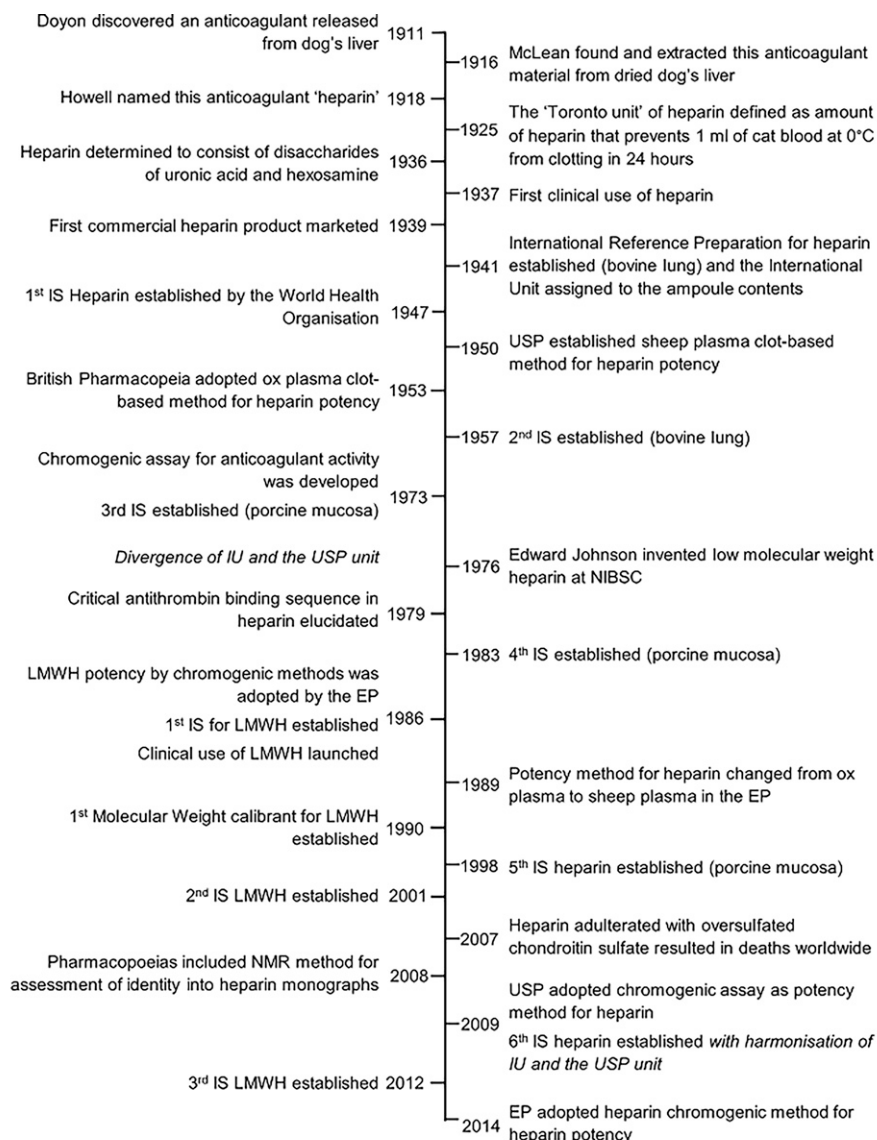 Doyon discovered an anticoagulant released
from dog's liver
1911
1916
McLean found and extracted this anticoagulant
material from dried dog's liver
Howell named this anticoagulant 'heparin'
1918
1925
The 'Toronto unit' of heparin defined as amount
of heparin that prevents 1 ml of cat blood at 0°C
from clotting in 24 hours
Heparin determined to consist of disaccharides
of uronic acid and hexosamine
1936
1937
First clinical use of heparin
First commercial heparin product marketed
1939
1941
International Reference Preparation for heparin
established (bovine lung) and the International
Unit assigned to the ampoule contents
1st IS Heparin established by the World Health
Organisation
1947
1950
USP established sheep plasma clot-based
method for heparin potency
British Pharmacopeia adopted ox plasma clot-
based method for heparin potency
1953
1957
2nd IS established (bovine lung)
Chromogenic assay for anticoagulant activity
was developed
1973
3rd IS established (porcine mucosa)
Divergence of IU and the USP unit
1976
Edward Johnson invented low molecular weight
heparin at NIBSC
Critical antithrombin binding sequence in
heparin elucidated
1979
1983
4th IS established (porcine mucosa)
LMWH potency by chromogenic methods was
adopted by the EP
1st IS for LMWH established
1986
Clinical use of LMWH launched
1989
Potency method for heparin changed from ox
plasma to sheep plasma in the EP
1st Molecular Weight calibrant for LMWH
established
1990
1998
5th IS heparin established (porcine mucosa)
2nd IS LMWH established
2001
2007
Heparin adulterated with oversulfated
chondroitin sulfate resulted in deaths worldwide
Pharmacopoeias included NMR method for
assessment of identity into heparin monographs
2008
2009
USP adopted chromogenic assay as potency
method for heparin
6th IS heparin established with harmonisation of
IU and the USP unit
3rd IS LMWH established
2012
2014
EP adopted heparin chromogenic method for
heparin potency